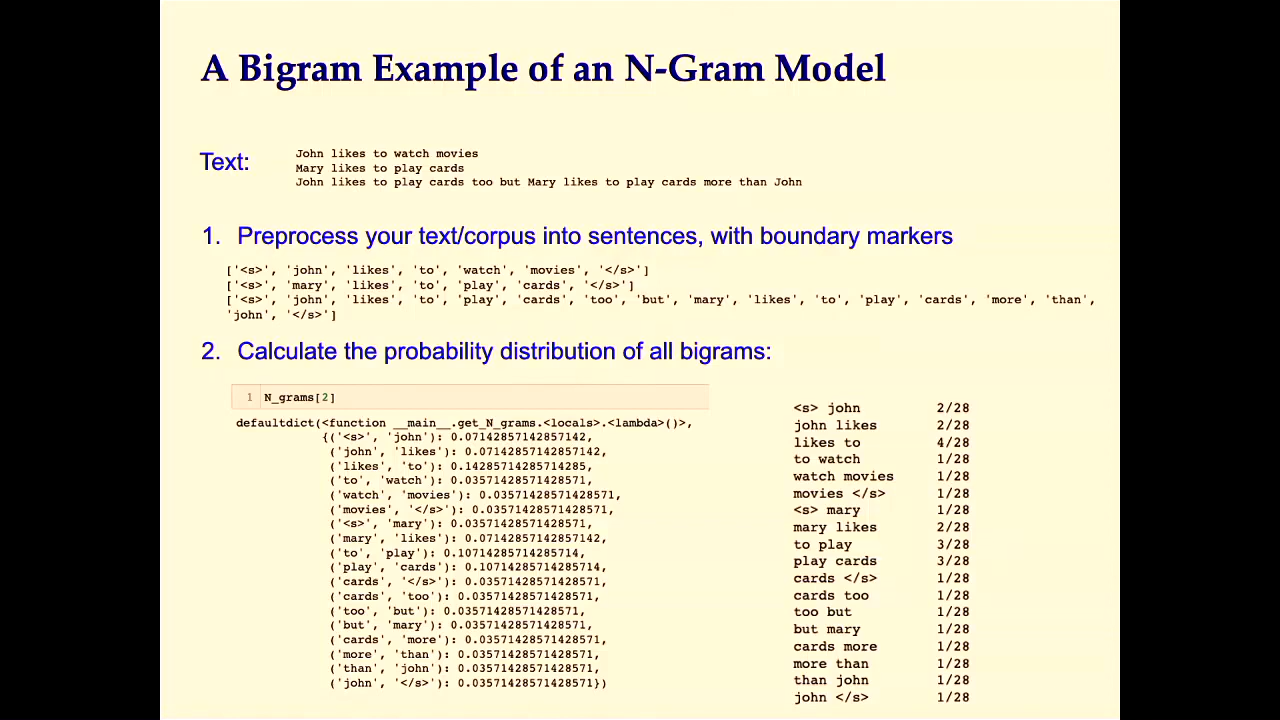 A Bigram Example of an N-Gram Model
Text:
John likes to watch movies
Mary likes to play cards
John likes to play cards too but Mary likes to play cards more than John
1. Preprocess your text/corpus into sentences, with boundary markers
['<s>', 'john', 'likes', 'to', 'watch', 'movies', '</s>']
['<s>', 'mary', 'likes', 'to', 'play', 'cards', '</s>']
['<s>', 'john', 'likes', 'to', 'play', 'cards', 'too', 'but', 'mary', 'likes', 'to', 'play', 'cards', 'more', 'than',
'john', '</s>']
2. Calculate the probability distribution of all bigrams:
1 N_grams[2]
defaultdict(<function __main__.get_N_grams.<locals>.<lambda>()>,
{('<s>', 'john'): 0.07142857142857142,
('john', 'likes'): 0.07142857142857142,
('likes', 'to'): 0.14285714285714285,
('to', 'watch'): 0.03571428571428571,
('watch', 'movies'): 0.03571428571428571,
('movies', '</s>'): 0.03571428571428571,
('<s>', 'mary'): 0.03571428571428571,
('mary', 'likes'): 0.07142857142857142,
('to', 'play'): 0.10714285714285714,
('play', 'cards'): 0.10714285714285714,
('cards', '</s>'): 0.03571428571428571,
('cards', 'too'): 0.03571428571428571,
('too', 'but'): 0.03571428571428571,
('but', 'mary'): 0.03571428571428571,
('cards', 'more'): 0.03571428571428571,
('more', 'than'): 0.03571428571428571,
('than', 'john'): 0.03571428571428571,
('john', '</s>'): 0.03571428571428571})
<s> john 2/28
john likes 2/28
likes to 4/28
to watch 1/28
watch movies 1/28
movies </s> 1/28
<s> mary 1/28
mary likes 2/28
to play 3/28
play cards 3/28
cards </s> 1/28
cards too 1/28
too but 1/28
but mary 1/28
cards more 1/28
more than 1/28
than john 1/28
john </s> 1/28